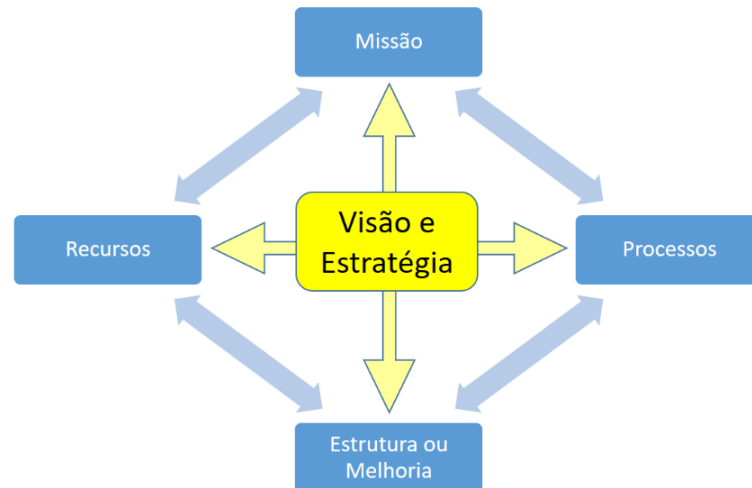 Missão
Recursos
Visão e
Estratégia
Processos
Estrutura ou
Melhoria